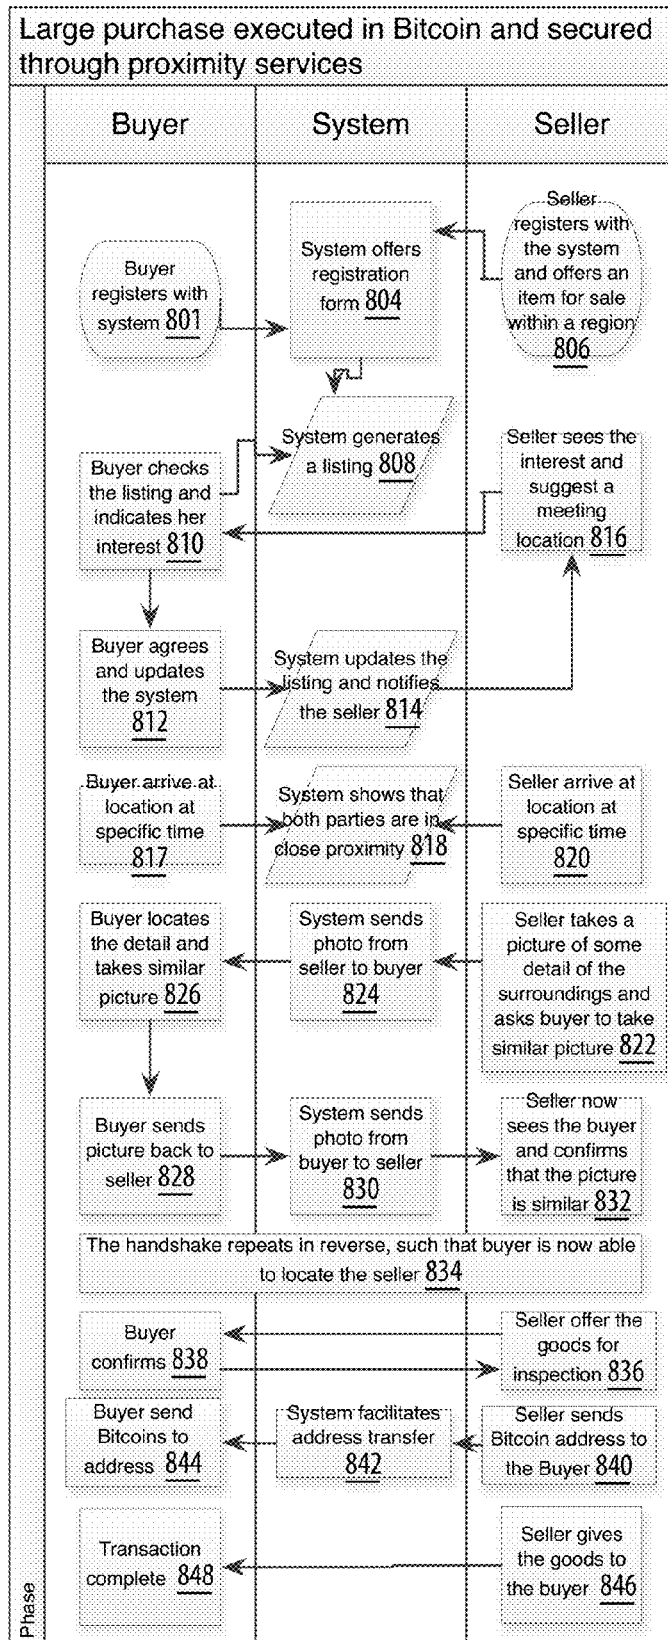 Large purchase executed in Bitcoin and secured
through proximity services
Buyer
System
Seller
Buyer
registers with
system 801
System offers
registration
form 804
Seller
registers with
the system
and offers an
item for sale
within a region
806
System generates
a listing 808
Buyer checks
the listing and
indicates her
interest 810
Seller sees the
interest and
suggest a
meeting
location 816
Buyer agrees
and updates
the system
812
System updates the
listing and notifies
the seller 814
Buyer arrive at
location at
specific time
817
System shows that
both parties are in
close proximity 818
Seller arrive at
location at
specific time
820
Buyer locates
the detail and
takes similar
picture 826
System sends
photo from
seller to buyer
824
Seller takes a
picture of some
detail of the
surroundings and
asks buyer to take
similar picture 822
Buyer sends
picture back to
seller 828
System sends
photo from
buyer to seller
830
Seller now
sees the buyer
and confirms
that the picture
is similar 832
The handshake repeats in reverse, such that buyer is now able
to locate the seller 834
Buyer
confirms 838
Seller offer the
goods for
inspection 836
Buyer send
Bitcoins to
address 844
System facilitates
address transfer
842
Seller sends
Bitcoin address to
the Buyer 840
Transaction
complete 848
Seller gives
the goods to
the buyer 846
Phase